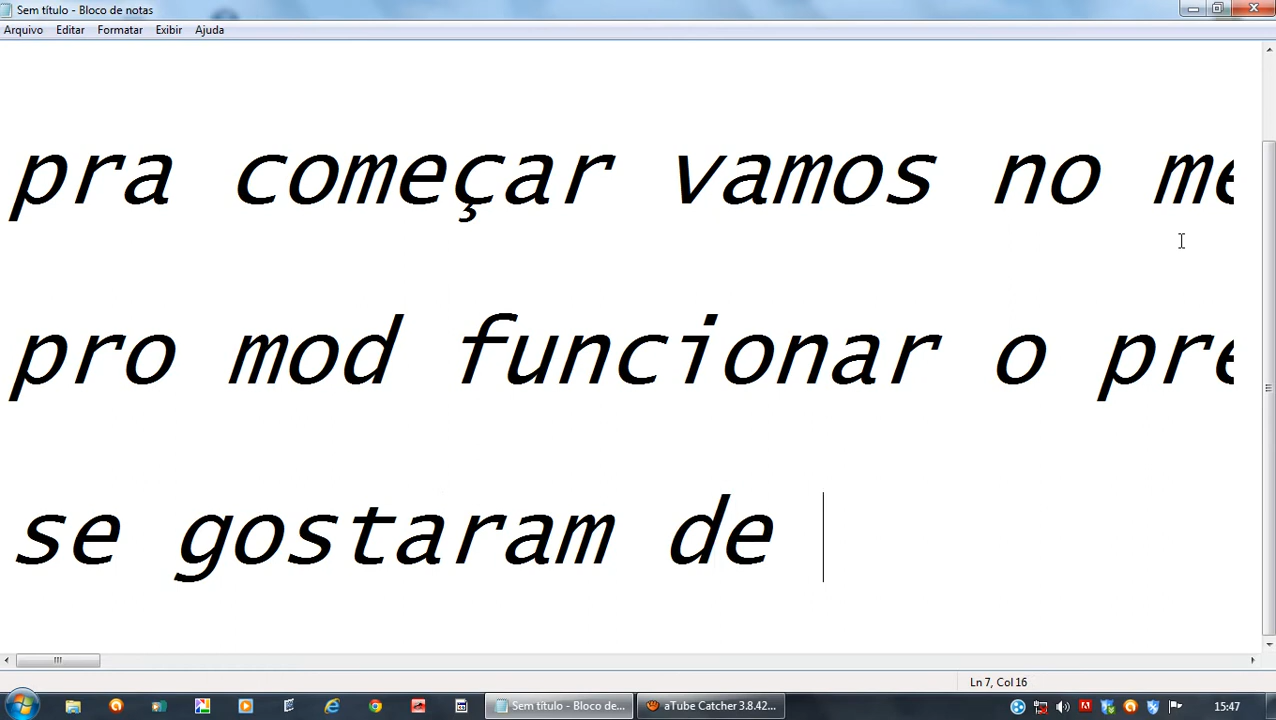 Sem título - Bloco de notas
Arquivo Editar Formatar Exibir Ajuda
pra começar vamos no me
pro mod funcionar o pre
se gostaram de
Ln 7, Col 16
Sem título - Bloco de... aTube Catcher 3.8.42... 15:47